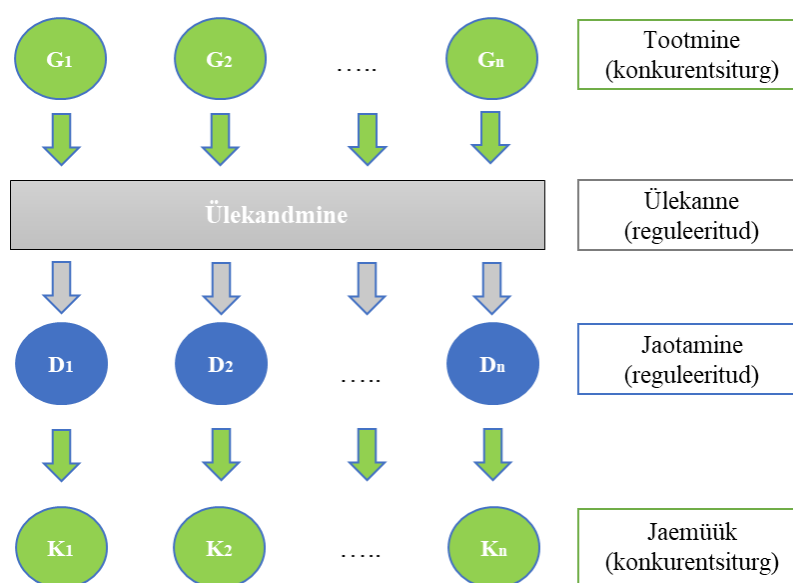 G1 G2 ..... Gn
Tootmine
(konkurentsiturg)
Ülekandmine
Ülekanne
(reguleeritud)
D1 D2 ..... Dn
Jaotamine
(reguleeritud)
K1 K2 ..... Kn
Jaemüük
(konkurentsiturg)